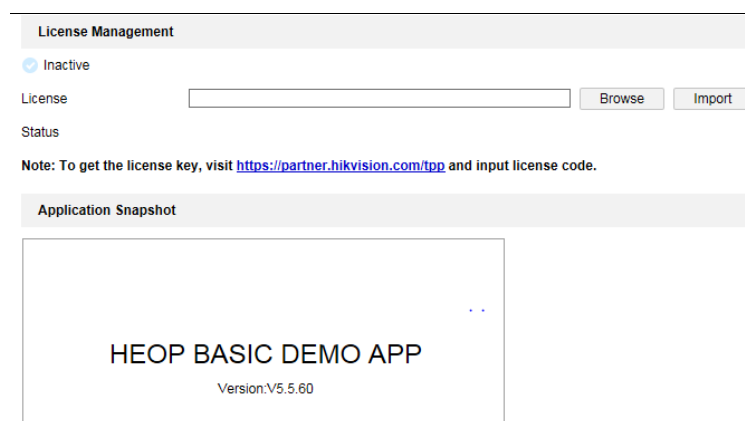 License Management
Inactive
License Browse Import
Status
Note: To get the license key, visit https://partner.hikvision.com/tpp and input license code.
Application Snapshot
HEOP BASIC DEMO APP
Version:V5.5.60